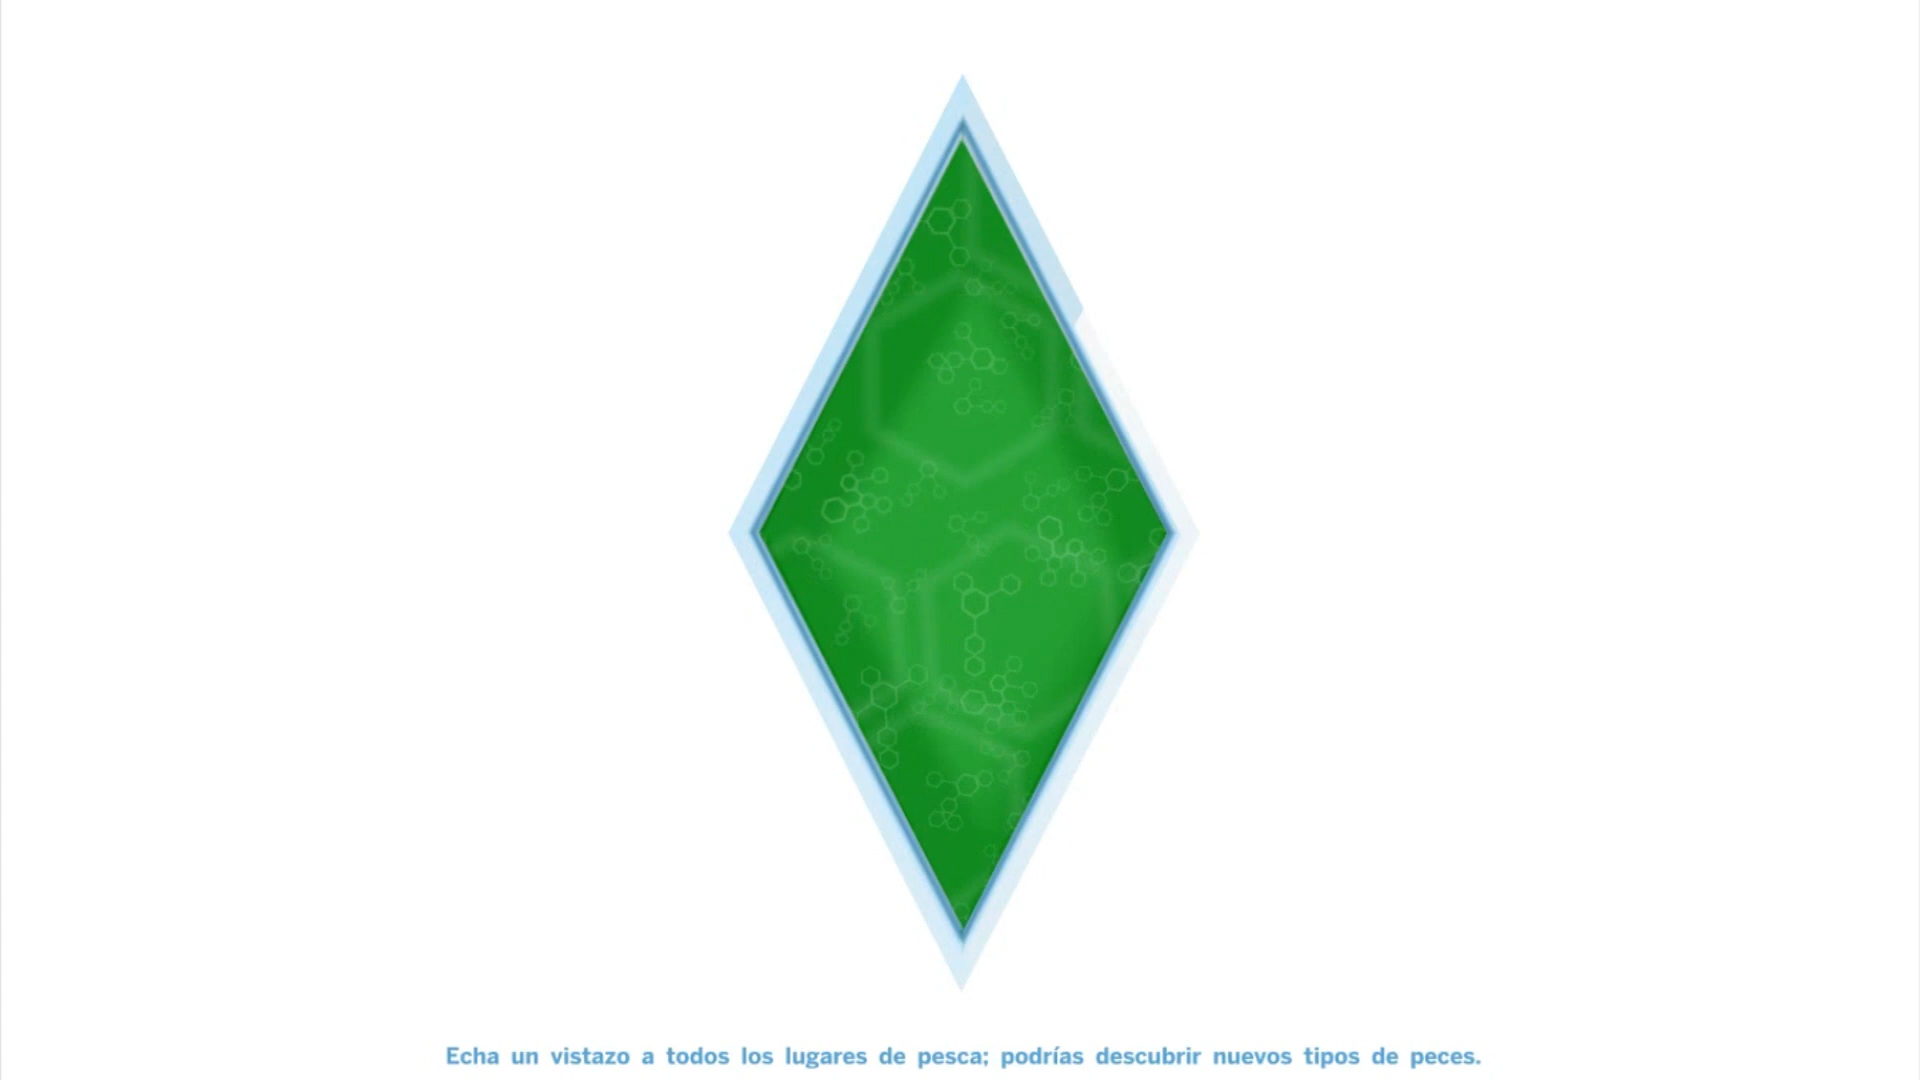 Echa un vistazo a todos los lugares de pesca; podrías descubrir nuevos tipos de peces.